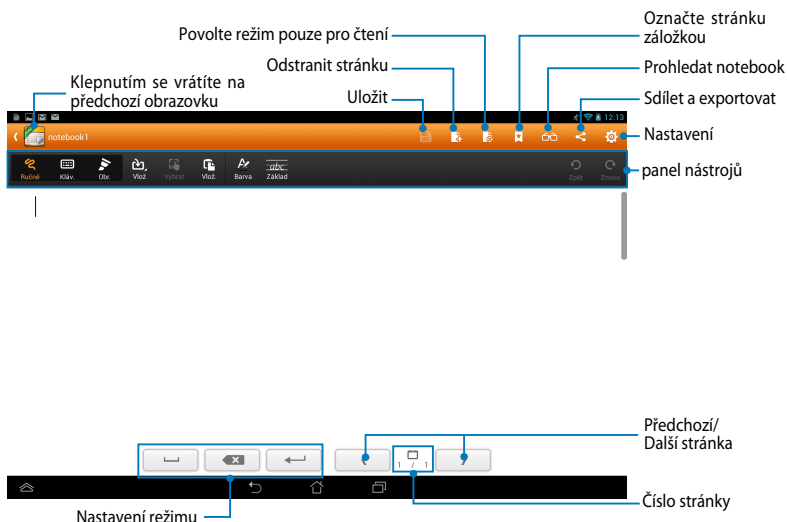 Označte stránku
záložkou
Povolte režim pouze pro čtení
Odstranit stránku
Prohledat notebook
Klepnutím se vrátíte na
předchozí obrazovku
Uložit
Sdílet a exportovat
12:13
notebook1
Nastavení
Ručně Kláv. Obr. Vlož Vybrat Vlož. Barva abc Základ Zpět Znovu
panel nástrojů
Předchozí/
Další stránka
1 / 1
Číslo stránky
Nastavení režimu